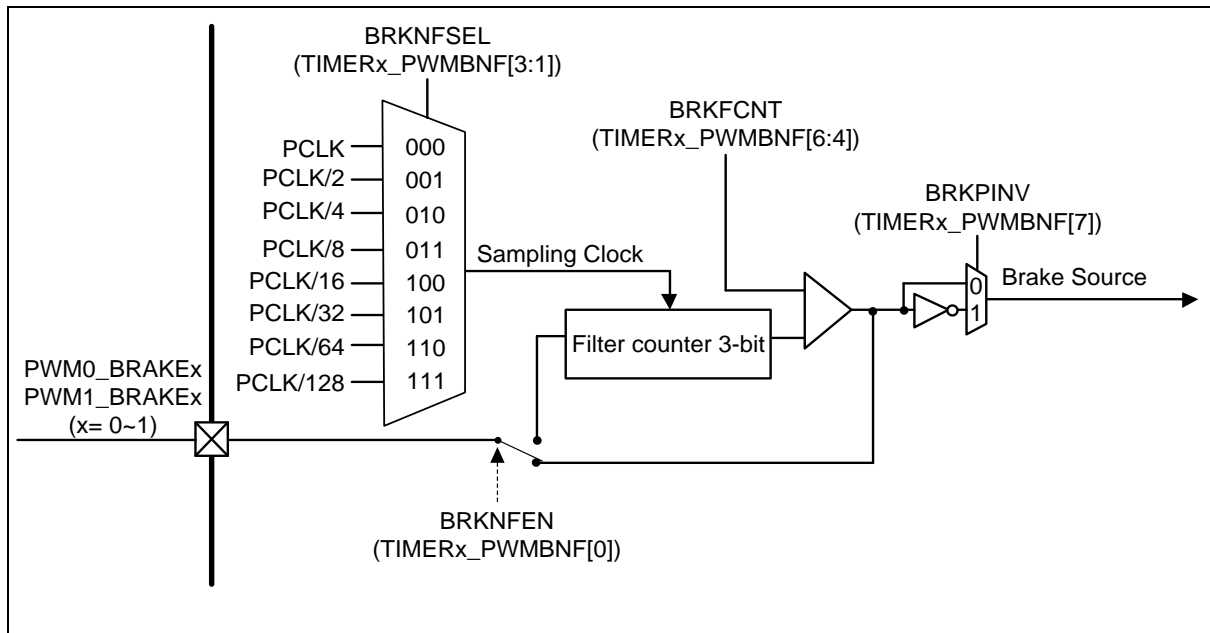 BRKNFSEL
(TIMERx_PWMBNF[3:1])
BRKFCNT
(TIMERx_PWMBNF[6:4])
BRKPINV
(TIMERx_PWMBNF[7])
PCLK
000
PCLK/2
001
PCLK/4
010
PCLK/8
011
PCLK/16
100
PCLK/32
101
PCLK/64
110
PCLK/128
111
Sampling Clock
Filter counter 3-bit
0
1
Brake Source
PWM0_BRAKEx
PWM1_BRAKEx
(x= 0~1)
BRKNFEN
(TIMERx_PWMBNF[0])